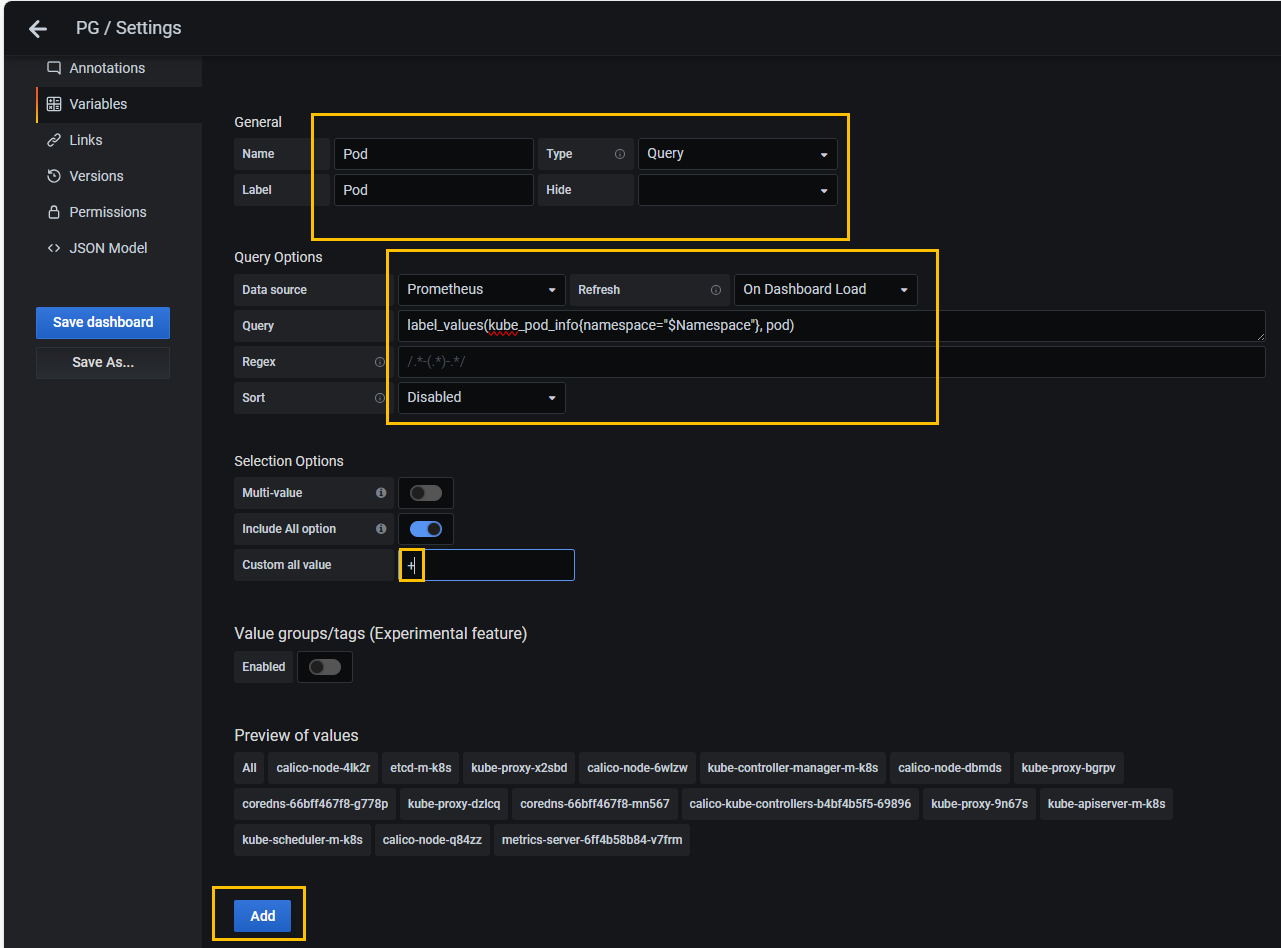 PG / Settings
Annotations
Variables
Links
Versions
Permissions
JSON Model
Save dashboard
Save As...
General
Name Pod Type Query
Label Pod Hide
Query Options
Data source Prometheus Refresh On Dashboard Load
Query label_values(kube_pod_info{namespace="$Namespace"}, pod)
Regex /.*-(.*)-.*/
Sort Disabled
Selection Options
Multi-value
Include All option
Custom all value +
Value groups/tags (Experimental feature)
Enabled
Preview of values
All calico-node-4lk2r etcd-m-k8s kube-proxy-x2sbd calico-node-6wlzw kube-controller-manager-m-k8s calico-node-dbmds kube-proxy-bgrpv
coredns-66bff467f8-g778p kube-proxy-dzlcq coredns-66bff467f8-mn567 calico-kube-controllers-b4bf4b5f5-69896 kube-proxy-9n67s kube-apiserver-m-k8s
kube-scheduler-m-k8s calico-node-q84zz metrics-server-6ff4b58b84-v7frm
Add